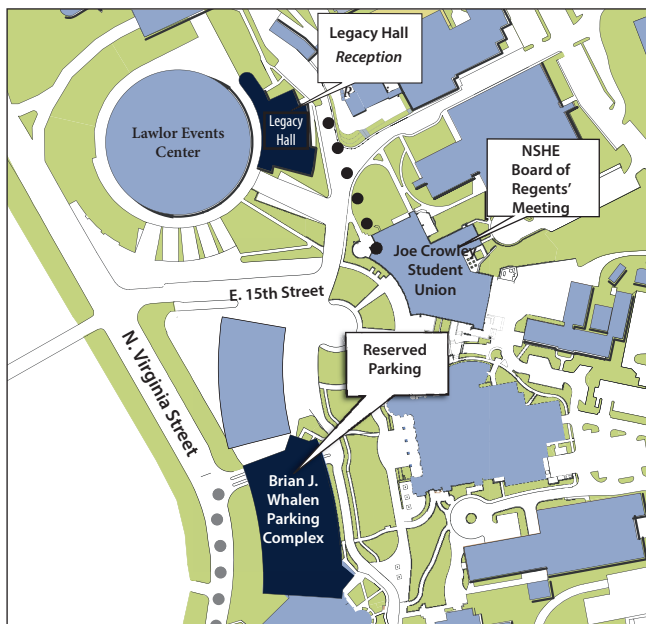 Legacy Hall
Reception
Lawlor Events
Center
Legacy
Hall
NSHE
Board of
Regents’
Meeting
Joe Crowley
Student
Union
E. 15th Street
N. Virginia Street
Reserved
Parking
Brian J.
Whalen
Parking
Complex